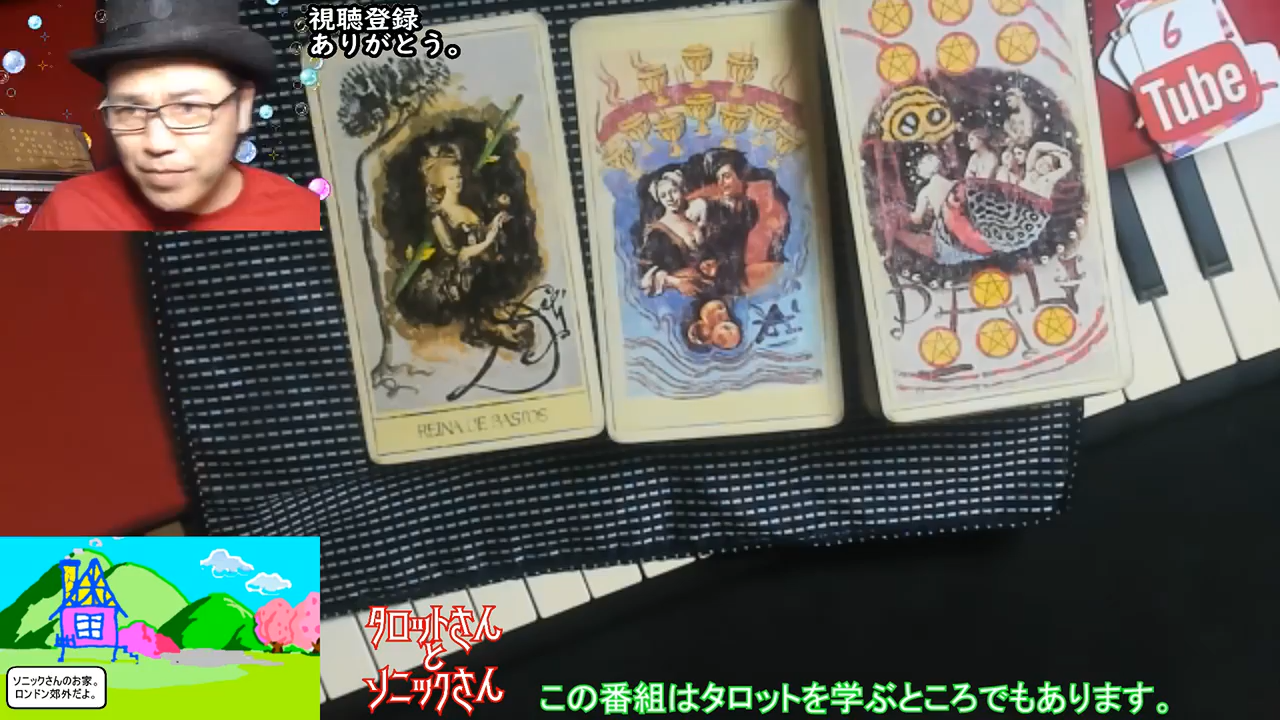 視聴登録
ありがとう。
6
Tube
REINA DE BASTOS
ソニックさんのお家。
ロンドン郊外だよ。
タロットさん
と
ソニックさん
この番組はタロットを学ぶところでもあります。